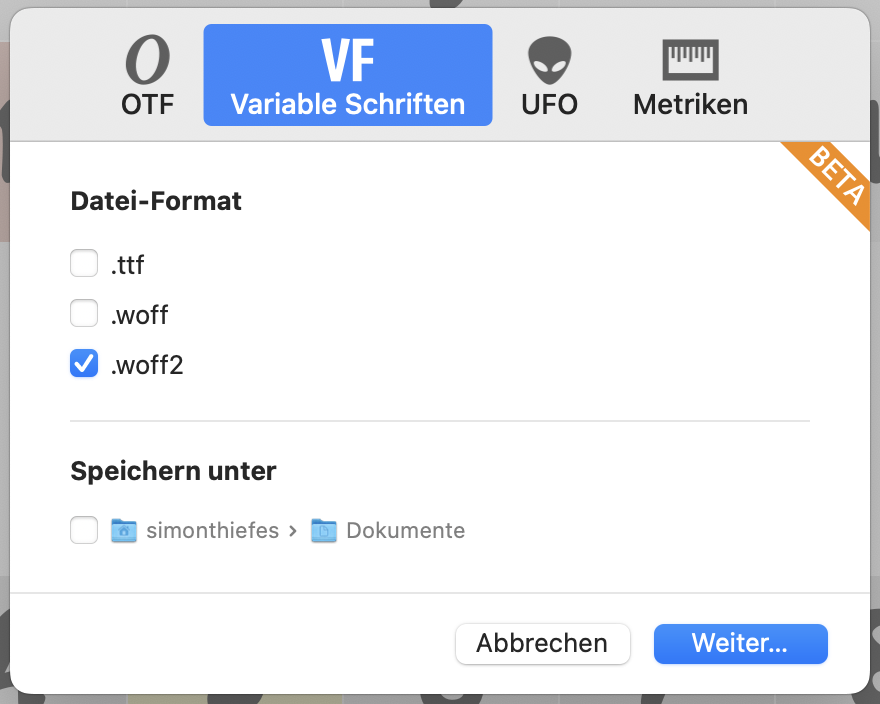 VF
OTF
Variable Schriften
UFO
Metriken
BETA
Datei-Format
.ttf
.woff
.woff2
Speichern unter
simonthiefes › Dokumente
Abbrechen
Weiter...